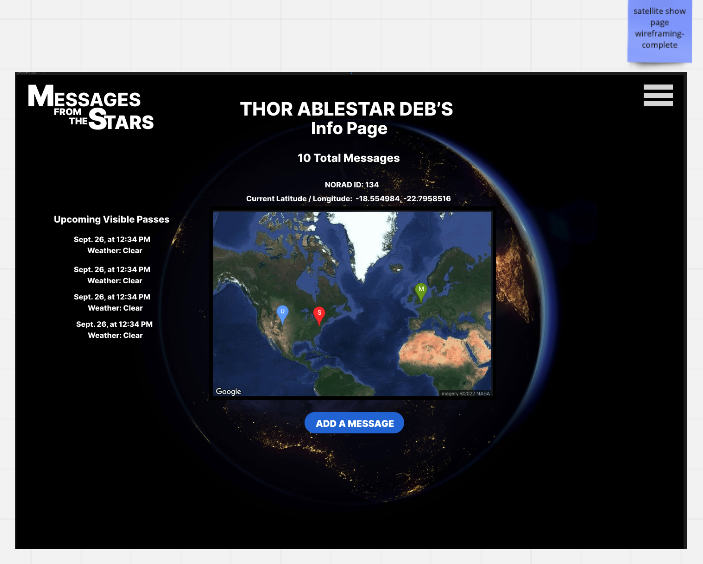 satellite show
page
wireframing-
complete
MESSAGES
FROM
THE STARS
THOR ABLESTAR DEB'S
Info Page
10 Total Messages
NORAD ID: 134
Current Latitude / Longitude: -18.554984, -22.7958516
Upcoming Visible Passes
Sept. 26, at 12:34 PM
Weather: Clear
Sept. 26, at 12:34 PM
Weather: Clear
Sept. 26, at 12:34 PM
Weather: Clear
Sept. 26, at 12:34 PM
Weather: Clear
U
S
M
Google
Imagery ©2022 NASA
ADD A MESSAGE